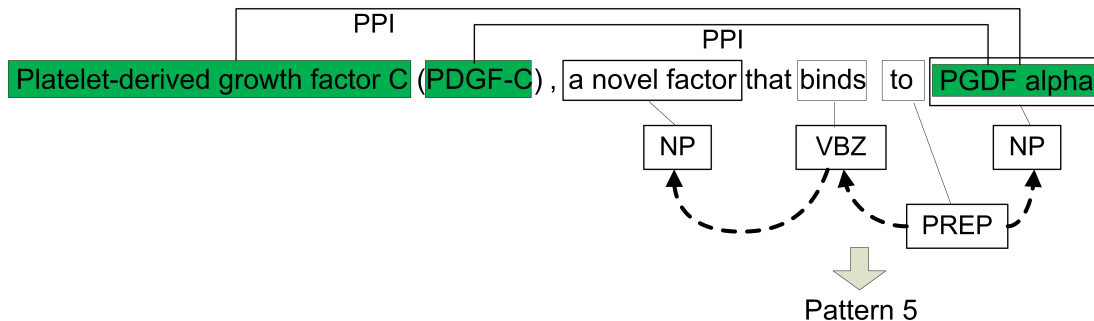 PPI
PPI
Platelet-derived growth factor C (PDGF-C) , a novel factor that binds to PGDF alpha
NP VBZ NP
PREP
Pattern 5